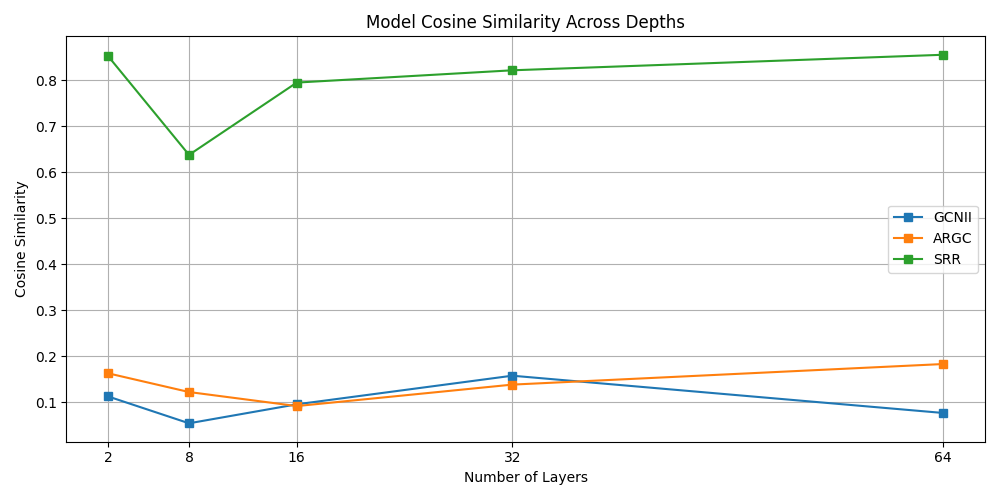 Model Cosine Similarity Across Depths
Cosine Similarity
0.8
0.7
0.6
0.5
0.4
0.3
0.2
0.1
GCNII
ARGC
SRR
2 8 16 32 64
Number of Layers